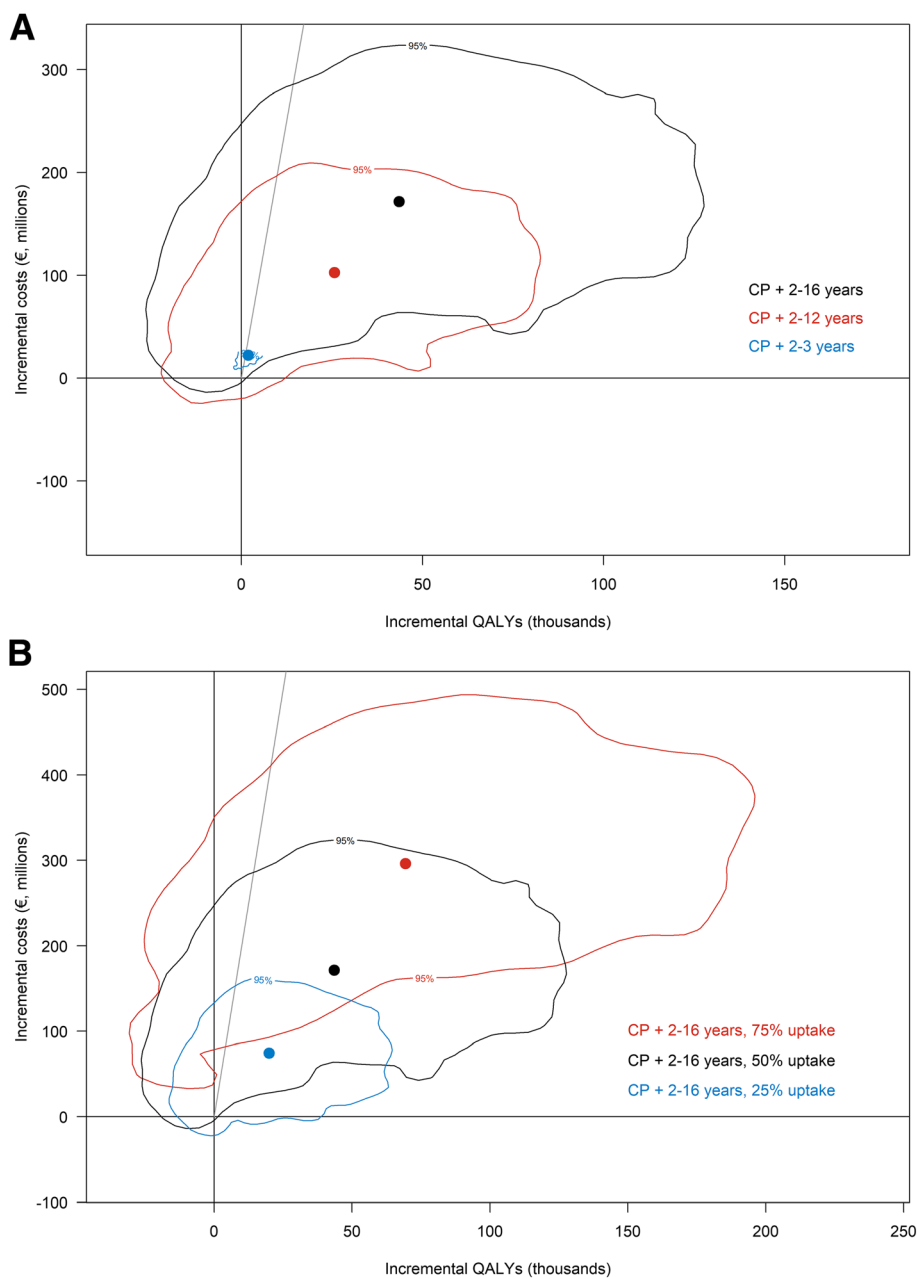 A
Incremental costs (€, millions)
300
200
100
0
-100
95%
95%
CP + 2-16 years
CP + 2-12 years
CP + 2-3 years
0 50 100 150
Incremental QALYs (thousands)
B
Incremental costs (€, millions)
500
400
300
200
100
0
-100
95%
95%
95%
CP + 2-16 years, 75% uptake
CP + 2-16 years, 50% uptake
CP + 2-16 years, 25% uptake
0 50 100 150 200 250
Incremental QALYs (thousands)